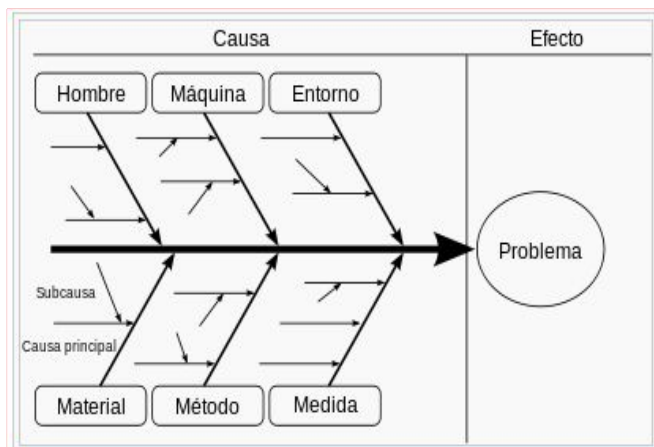 Causa
Efecto
Hombre
Máquina
Entorno
Problema
Subcausa
Causa principal
Material
Método
Medida